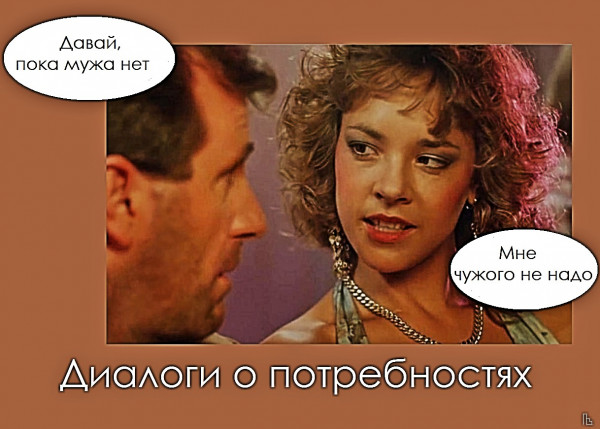 Давай,
пока мужа нет
Мне
чужого не надо
Диалоги о потребностях